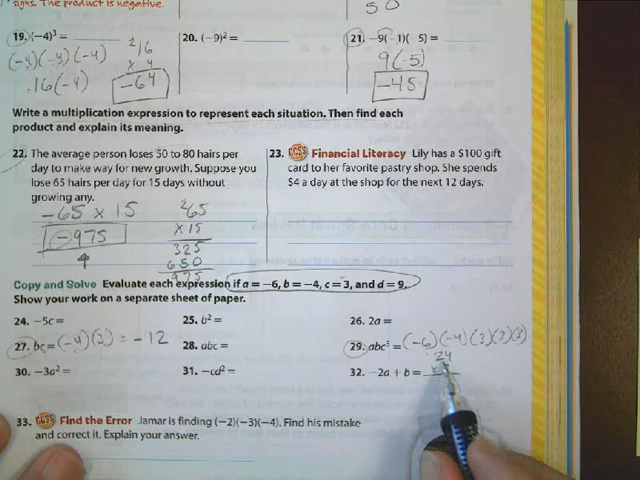 signs. The product is negative.
50
19. (−4)³ =
20. (−9)² =
21. −9(−1)(−5) =
(−4)(−4)(−4)
²16
× 4
−64
16(−4)
9(−5)
−45
Write a multiplication expression to represent each situation. Then find each
product and explain its meaning.
22. The average person loses 50 to 80 hairs per
day to make way for new growth. Suppose you
lose 65 hairs per day for 15 days without
growing any.
−65 × 15
−975
²65
×15
325
650
975
23. CCSS Financial Literacy Lily has a $100 gift
card to her favorite pastry shop. She spends
$4 a day at the shop for the next 12 days.
Copy and Solve Evaluate each expression if a = −6, b = −4, c = 3, and d = 9.
Show your work on a separate sheet of paper.
24. −5c =
25. b² =
26. 2a =
27. bc = (−4)(3) = −12
28. abc =
29. abc³ = (−6)(−4)(3)(3)(3)
24
30. −3a² =
31. −cd² =
32. −2a + b =
33. CCSS Find the Error Jamar is finding (−2)(−3)(−4). Find his mistake
and correct it. Explain your answer.